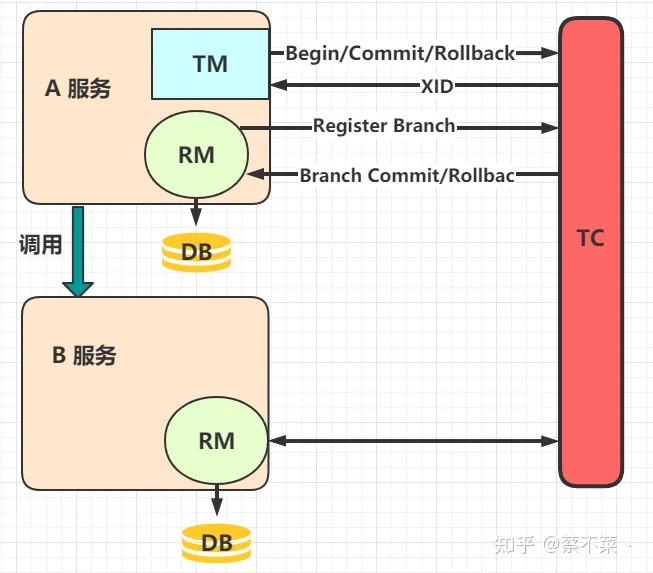 TM
Begin/Commit/Rollback
A 服务
XID
RM
Register Branch
Branch Commit/Rollbac
TC
调用
DB
B 服务
RM
DB
知乎 @蔡不菜